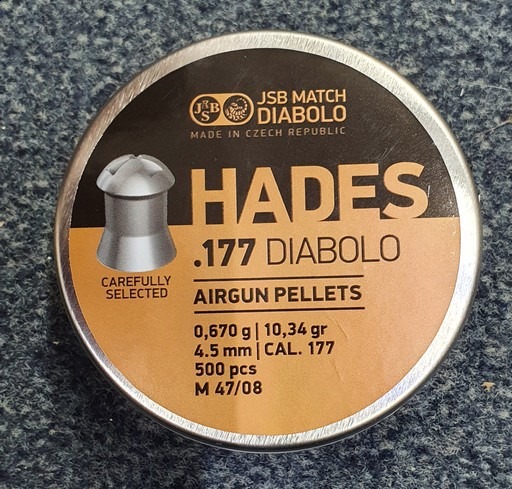 JSB
JSB MATCH
DIABOLO
MADE IN CZECH REPUBLIC
HADES
.177 DIABOLO
CAREFULLY
SELECTED
AIRGUN PELLETS
0,670 g | 10,34 gr
4.5 mm | CAL. 177
500 pcs
M 47/08